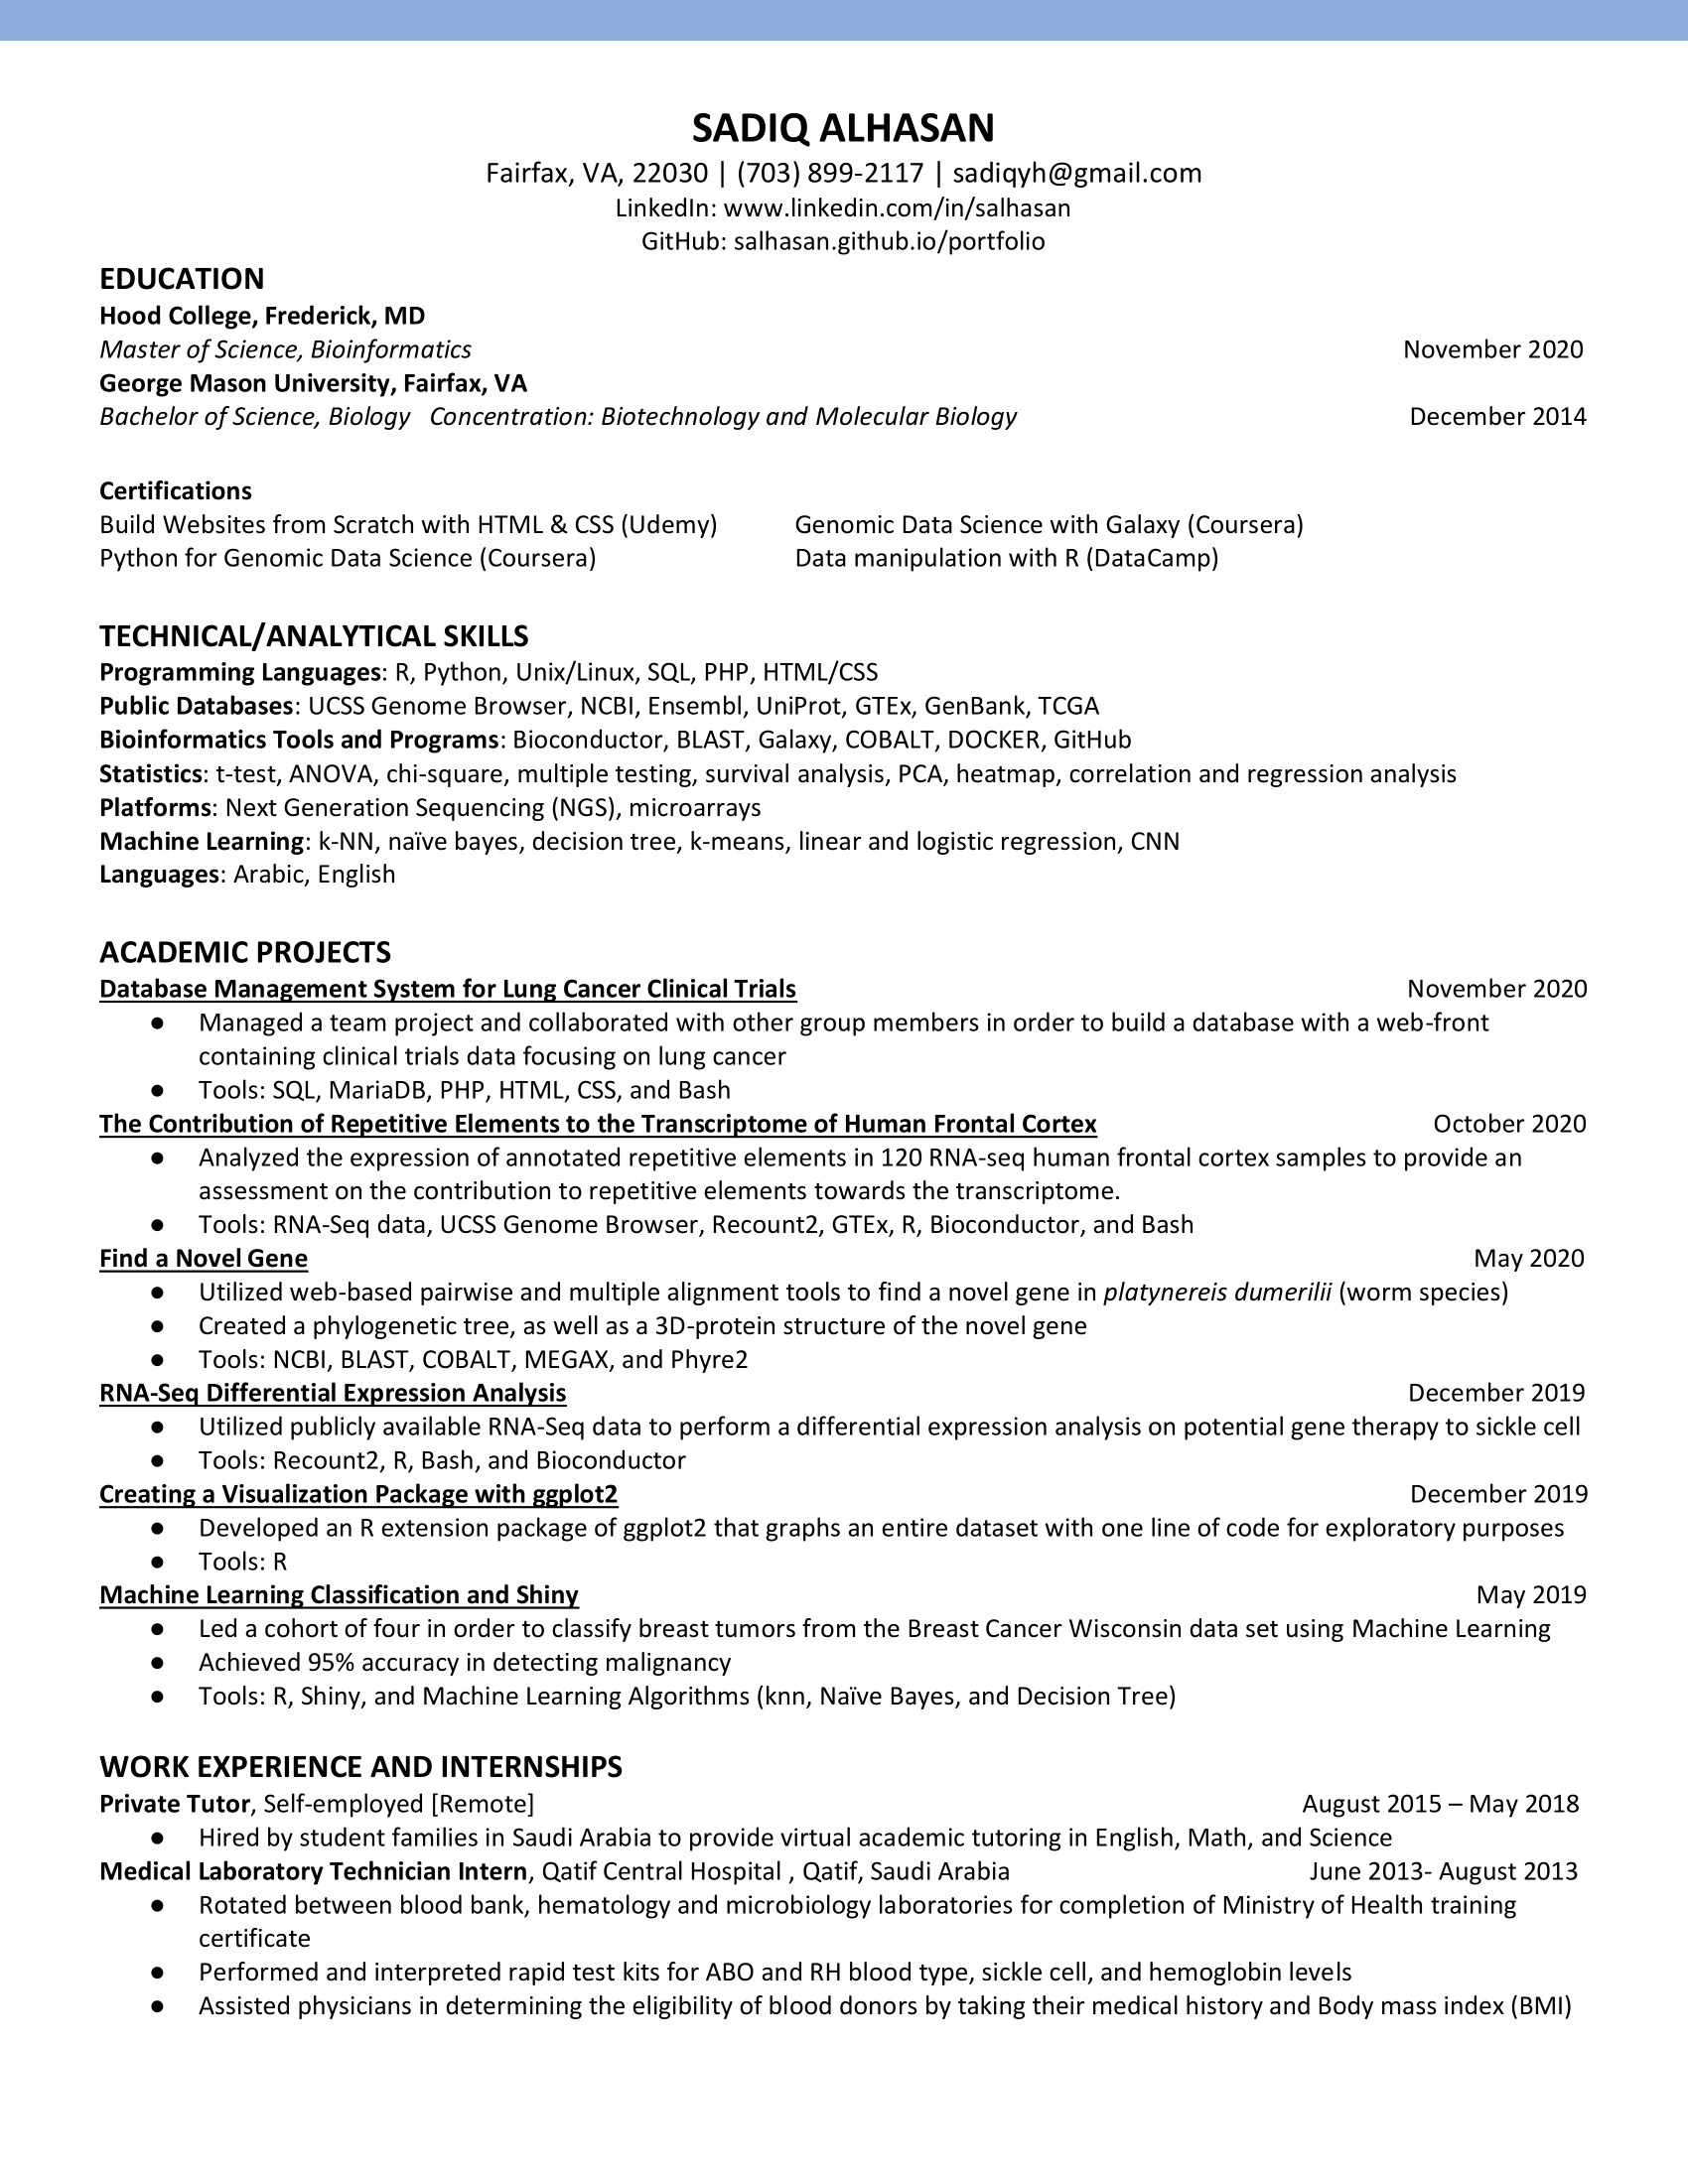 SADIQ ALHASAN
Fairfax, VA, 22030 | (703) 899-2117 | sadiqyh@gmail.com
LinkedIn: www.linkedin.com/in/salhasan
GitHub: salhasan.github.io/portfolio
EDUCATION
Hood College, Frederick, MD
Master of Science, Bioinformatics November 2020
George Mason University, Fairfax, VA
Bachelor of Science, Biology Concentration: Biotechnology and Molecular Biology December 2014
Certifications
Build Websites from Scratch with HTML & CSS (Udemy) Genomic Data Science with Galaxy (Coursera)
Python for Genomic Data Science (Coursera) Data manipulation with R (DataCamp)
TECHNICAL/ANALYTICAL SKILLS
Programming Languages: R, Python, Unix/Linux, SQL, PHP, HTML/CSS
Public Databases: UCSS Genome Browser, NCBI, Ensembl, UniProt, GTEx, GenBank, TCGA
Bioinformatics Tools and Programs: Bioconductor, BLAST, Galaxy, COBALT, DOCKER, GitHub
Statistics: t-test, ANOVA, chi-square, multiple testing, survival analysis, PCA, heatmap, correlation and regression analysis
Platforms: Next Generation Sequencing (NGS), microarrays
Machine Learning: k-NN, naïve bayes, decision tree, k-means, linear and logistic regression, CNN
Languages: Arabic, English
ACADEMIC PROJECTS
Database Management System for Lung Cancer Clinical Trials November 2020
● Managed a team project and collaborated with other group members in order to build a database with a web-front
containing clinical trials data focusing on lung cancer
● Tools: SQL, MariaDB, PHP, HTML, CSS, and Bash
The Contribution of Repetitive Elements to the Transcriptome of Human Frontal Cortex October 2020
● Analyzed the expression of annotated repetitive elements in 120 RNA-seq human frontal cortex samples to provide an
assessment on the contribution to repetitive elements towards the transcriptome.
● Tools: RNA-Seq data, UCSS Genome Browser, Recount2, GTEx, R, Bioconductor, and Bash
Find a Novel Gene May 2020
● Utilized web-based pairwise and multiple alignment tools to find a novel gene in platynereis dumerilii (worm species)
● Created a phylogenetic tree, as well as a 3D-protein structure of the novel gene
● Tools: NCBI, BLAST, COBALT, MEGAX, and Phyre2
RNA-Seq Differential Expression Analysis December 2019
● Utilized publicly available RNA-Seq data to perform a differential expression analysis on potential gene therapy to sickle cell
● Tools: Recount2, R, Bash, and Bioconductor
Creating a Visualization Package with ggplot2 December 2019
● Developed an R extension package of ggplot2 that graphs an entire dataset with one line of code for exploratory purposes
● Tools: R
Machine Learning Classification and Shiny May 2019
● Led a cohort of four in order to classify breast tumors from the Breast Cancer Wisconsin data set using Machine Learning
● Achieved 95% accuracy in detecting malignancy
● Tools: R, Shiny, and Machine Learning Algorithms (knn, Naïve Bayes, and Decision Tree)
WORK EXPERIENCE AND INTERNSHIPS
Private Tutor, Self-employed [Remote] August 2015 – May 2018
● Hired by student families in Saudi Arabia to provide virtual academic tutoring in English, Math, and Science
Medical Laboratory Technician Intern, Qatif Central Hospital , Qatif, Saudi Arabia June 2013- August 2013
● Rotated between blood bank, hematology and microbiology laboratories for completion of Ministry of Health training
certificate
● Performed and interpreted rapid test kits for ABO and RH blood type, sickle cell, and hemoglobin levels
● Assisted physicians in determining the eligibility of blood donors by taking their medical history and Body mass index (BMI)